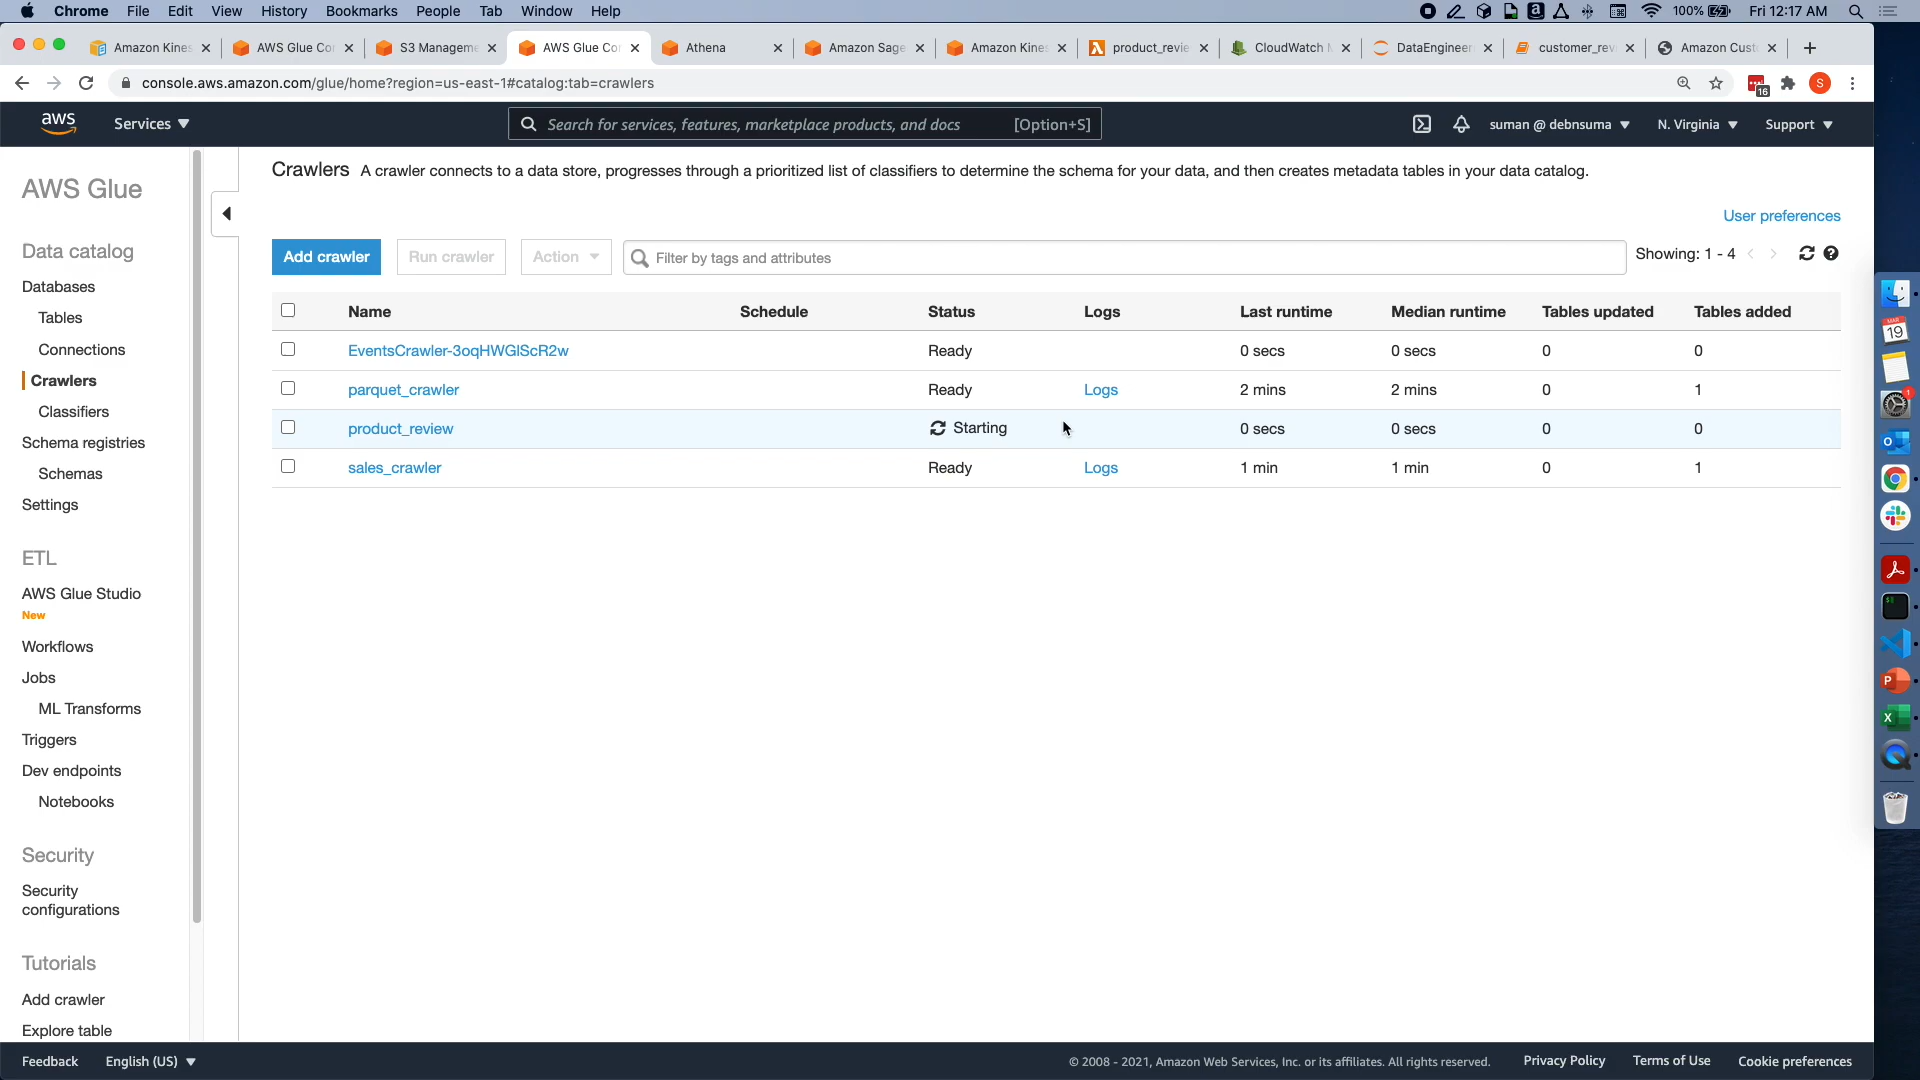 Chrome File Edit View History Bookmarks People Tab Window Help 100% Fri 12:17 AM
Amazon Kines AWS Glue Co S3 Managem AWS Glue Co Athena Amazon Sage Amazon Kines product_revie CloudWatch DataEngineer customer_rev Amazon Cust
console.aws.amazon.com/glue/home?region=us-east-1#catalog:tab=crawlers 16 S
aws Services Search for services, features, marketplace products, and docs [Option+S] suman @ debnsuma N. Virginia Support
AWS Glue
Data catalog
Databases
Tables
Connections
Crawlers
Classifiers
Schema registries
Schemas
Settings
ETL
AWS Glue Studio
New
Workflows
Jobs
ML Transforms
Triggers
Dev endpoints
Notebooks
Security
Security
configurations
Tutorials
Add crawler
Explore table
Crawlers A crawler connects to a data store, progresses through a prioritized list of classifiers to determine the schema for your data, and then creates metadata tables in your data catalog.
User preferences
Add crawler Run crawler Action Filter by tags and attributes Showing: 1 - 4
Name Schedule Status Logs Last runtime Median runtime Tables updated Tables added
EventsCrawler-3oqHWGlScR2w Ready 0 secs 0 secs 0 0
parquet_crawler Ready Logs 2 mins 2 mins 0 1
product_review Starting 0 secs 0 secs 0 0
sales_crawler Ready Logs 1 min 1 min 0 1
MAR
19
1
Feedback English (US) © 2008 - 2021, Amazon Web Services, Inc. or its affiliates. All rights reserved. Privacy Policy Terms of Use Cookie preferences